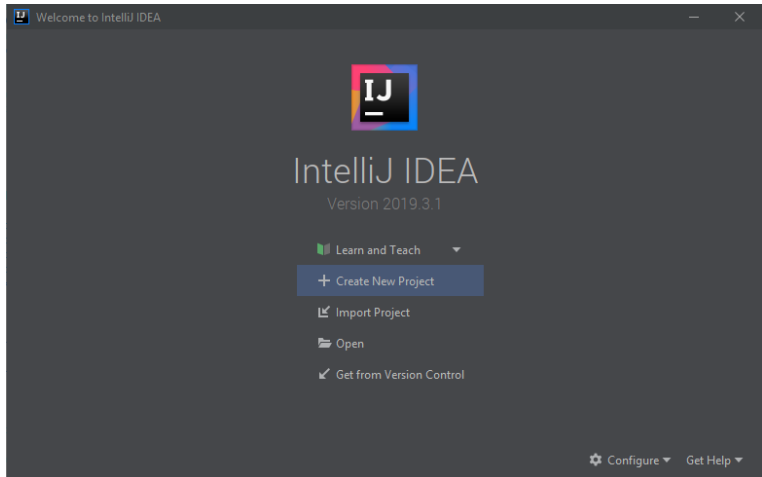 Welcome to IntelliJ IDEA
IJ
IntelliJ IDEA
Version 2019.3.1
Learn and Teach
Create New Project
Import Project
Open
Get from Version Control
Configure
Get Help